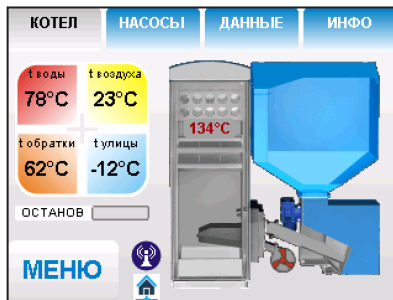 КОТЕЛ НАСОСЫ ДАННЫЕ ИНФО
t воды t воздуха
78°C 23°C
134°C
t обратки t улицы
62°C -12°C
ОСТАНОВ
МЕНЮ